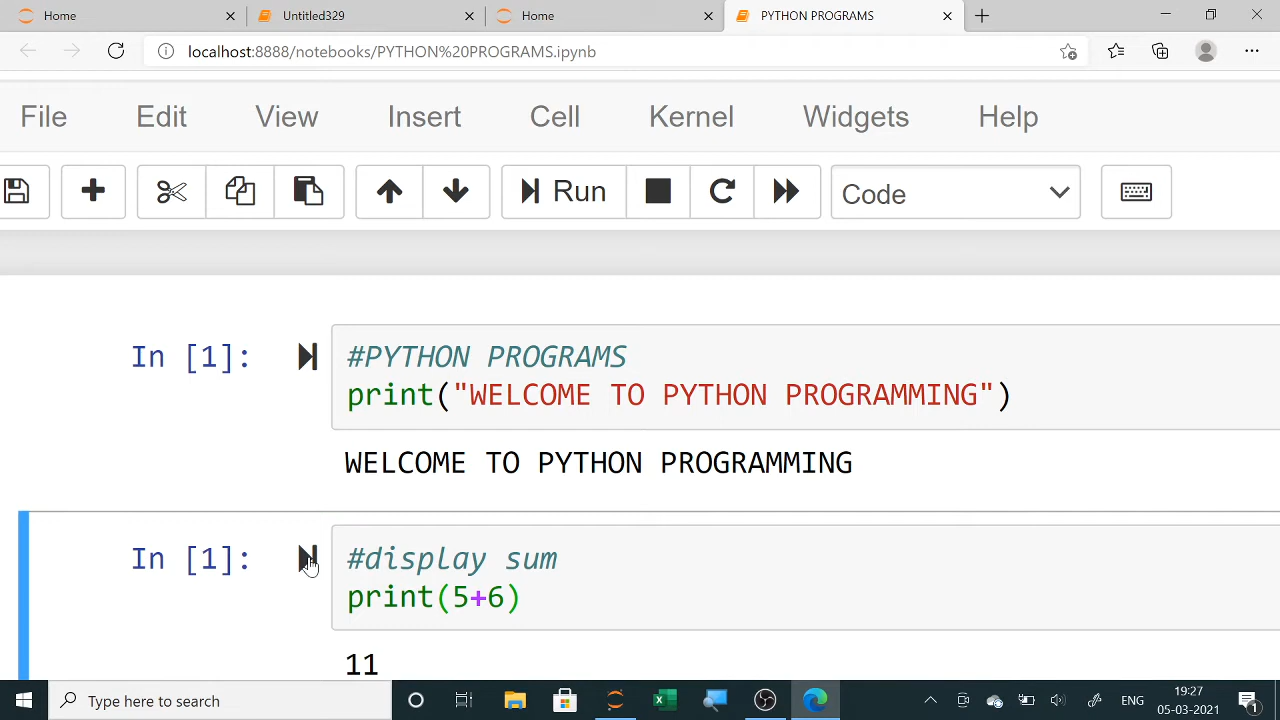 Home
Untitled329
Home
PYTHON PROGRAMS
localhost:8888/notebooks/PYTHON%20PROGRAMS.ipynb
File Edit View Insert Cell Kernel Widgets Help
Run
Code
In [1]:
#PYTHON PROGRAMS
print("WELCOME TO PYTHON PROGRAMMING")
WELCOME TO PYTHON PROGRAMMING
In [1]:
#display sum
print(5+6)
11
Type here to search
ENG
19:27
05-03-2021
1